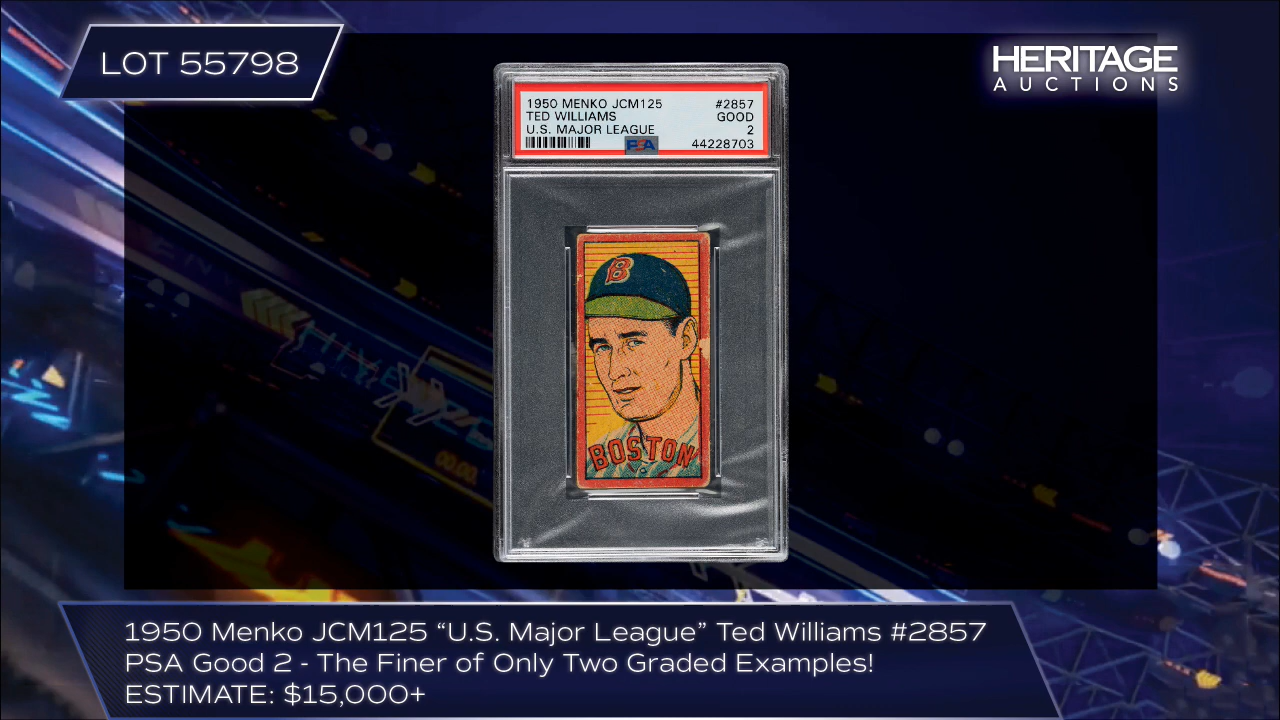 LOT 55798
HERITAGE
AUCTIONS
1950 MENKO JCM125 #2857
TED WILLIAMS GOOD
U.S. MAJOR LEAGUE 2
PSA 44228703
B
BOSTON
1950 Menko JCM125 “U.S. Major League” Ted Williams #2857
PSA Good 2 - The Finer of Only Two Graded Examples!
ESTIMATE: $15,000+